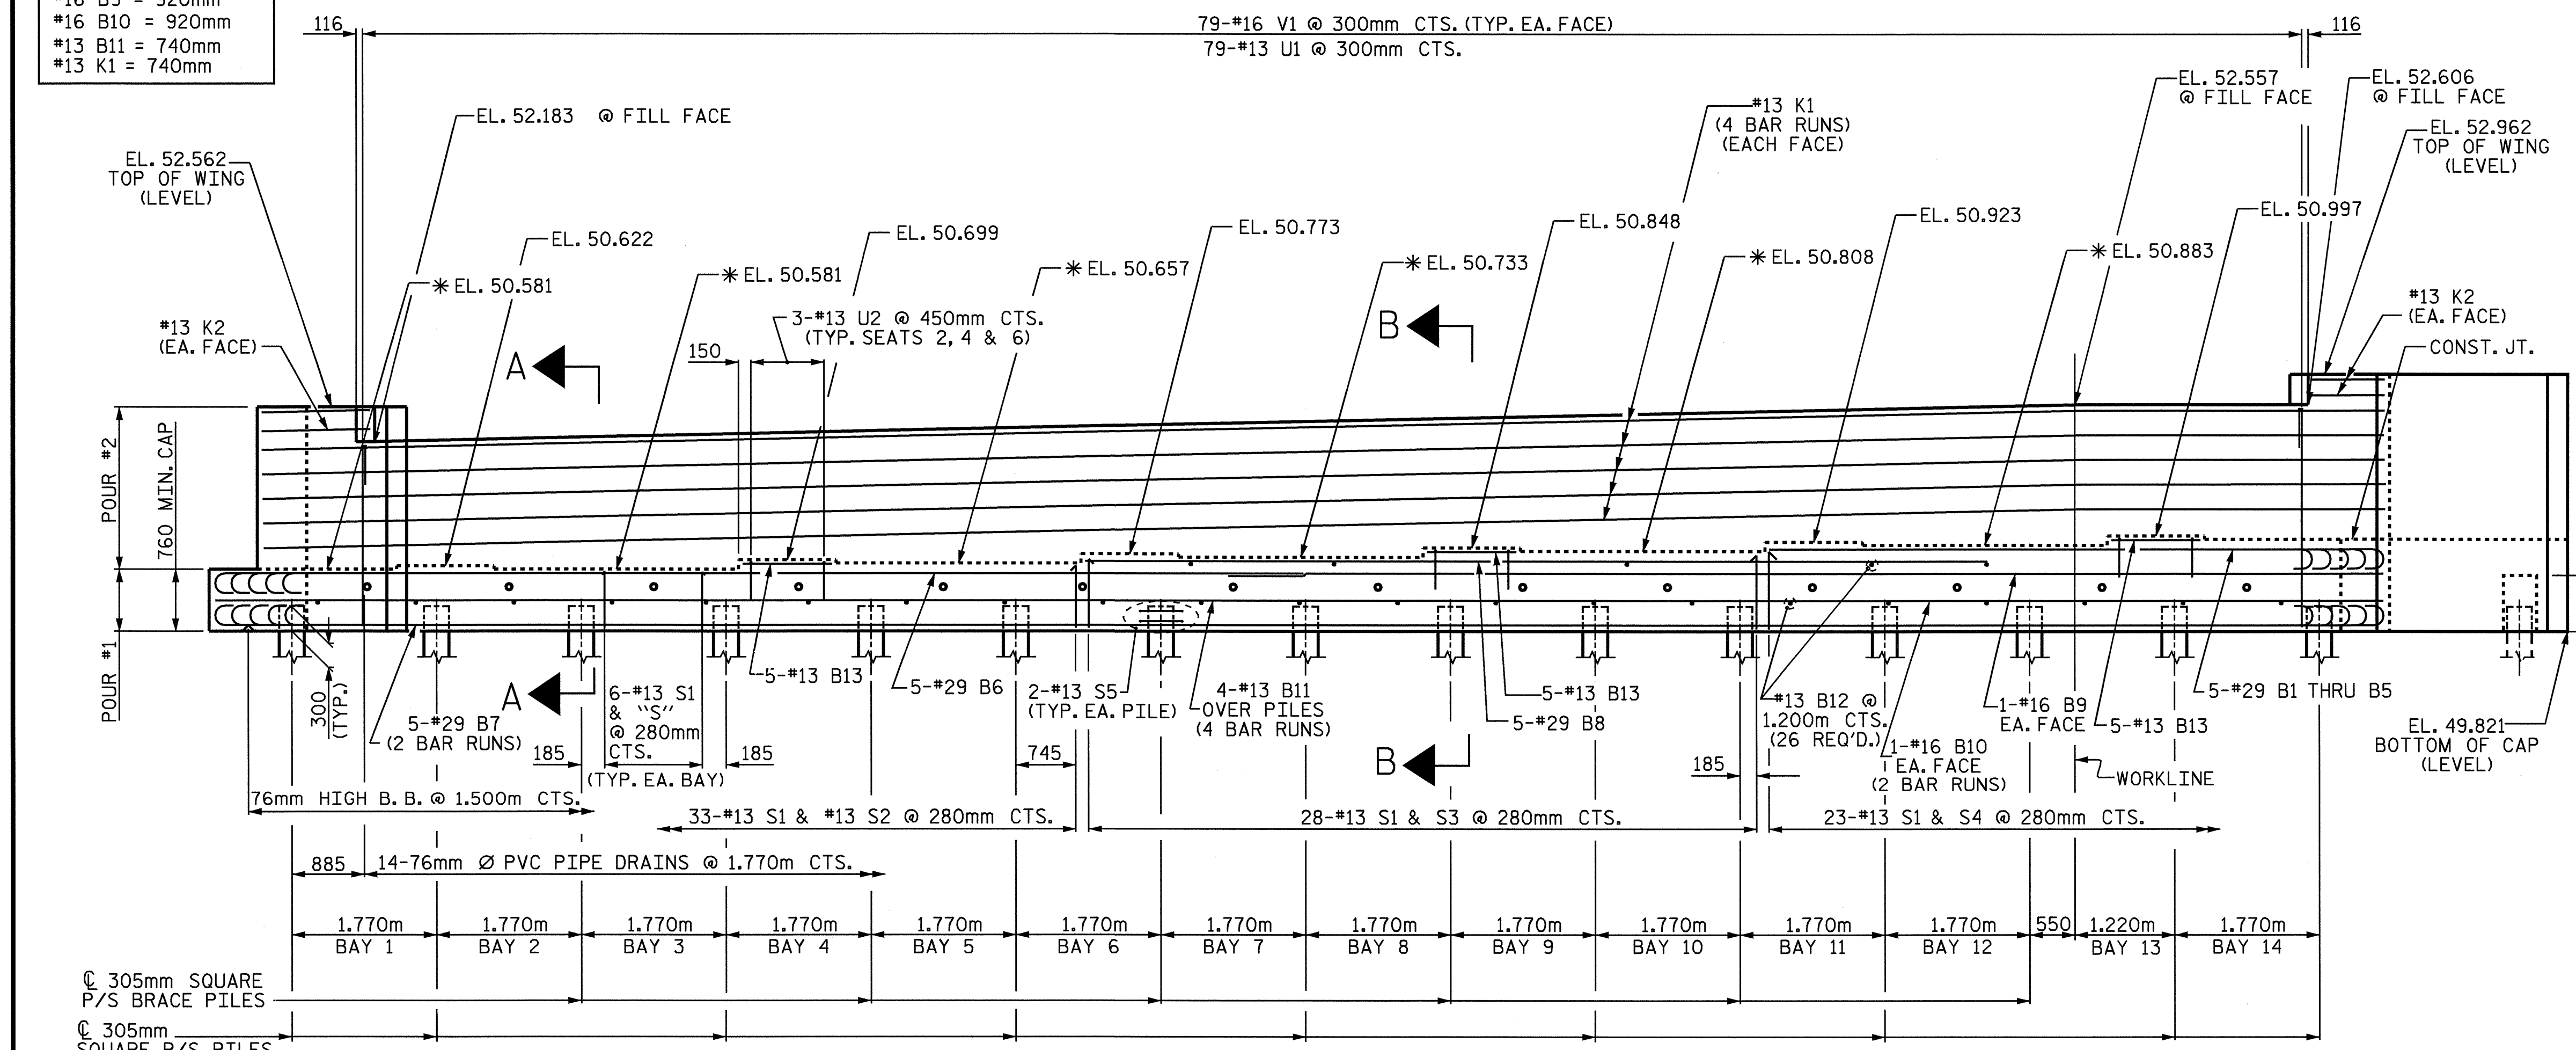 #16 B10 = 920mm
#13 B11 = 740mm
#13 K1 = 740mm
116
79-#16 V1 @ 300mm CTS. (TYP. EA. FACE)
79-#13 U1 @ 300mm CTS.
116
EL. 52.183 @ FILL FACE
#13 K1
(4 BAR RUNS)
(EACH FACE)
EL. 52.557
@ FILL FACE
EL. 52.606
@ FILL FACE
EL. 52.562
TOP OF WING
(LEVEL)
EL. 52.962
TOP OF WING
(LEVEL)
EL. 50.622
EL. 50.699
EL. 50.773
EL. 50.848
EL. 50.923
EL. 50.997
* EL. 50.581
* EL. 50.581
* EL. 50.657
* EL. 50.733
* EL. 50.808
* EL. 50.883
#13 K2
(EA. FACE)
150
3-#13 U2 @ 450mm CTS.
(TYP. SEATS 2, 4 & 6)
#13 K2
(EA. FACE)
CONST. JT.
A
B
POUR #2
760 MIN. CAP
POUR #1
300
(TYP.)
5-#29 B7
(2 BAR RUNS)
A
6-#13 S1
& "S"
@ 280mm
CTS.
(TYP. EA. BAY)
5-#13 B13
5-#29 B6
2-#13 S5
(TYP. EA. PILE)
4-#13 B11
OVER PILES
(4 BAR RUNS)
5-#13 B13
5-#29 B8
#13 B12 @
1.200m CTS.
(26 REQ'D.)
1-#16 B10
EA. FACE
(2 BAR RUNS)
1-#16 B9
EA. FACE
5-#13 B13
5-#29 B1 THRU B5
EL. 49.821
BOTTOM OF CAP
(LEVEL)
185
185
745
B
185
WORKLINE
76mm HIGH B. B. @ 1.500m CTS.
33-#13 S1 & #13 S2 @ 280mm CTS.
28-#13 S1 & S3 @ 280mm CTS.
23-#13 S1 & S4 @ 280mm CTS.
885
14-76mm Ø PVC PIPE DRAINS @ 1.770m CTS.
1.770m 1.770m 1.770m 1.770m 1.770m 1.770m 1.770m 1.770m 1.770m 1.770m 1.770m 1.770m 550 1.220m 1.770m
BAY 1 BAY 2 BAY 3 BAY 4 BAY 5 BAY 6 BAY 7 BAY 8 BAY 9 BAY 10 BAY 11 BAY 12 BAY 13 BAY 14
℄ 305mm SQUARE
P/S BRACE PILES
℄ 305mm
SQUARE P/S PILES